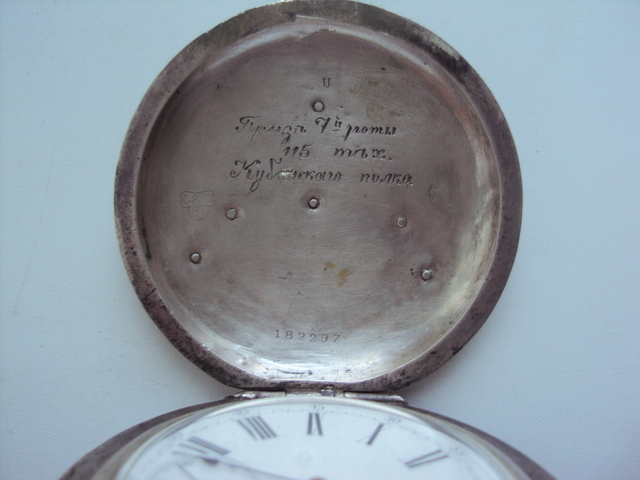 U
Призъ 7й роты
115 пѣх.
Кубанскаго полка
182297